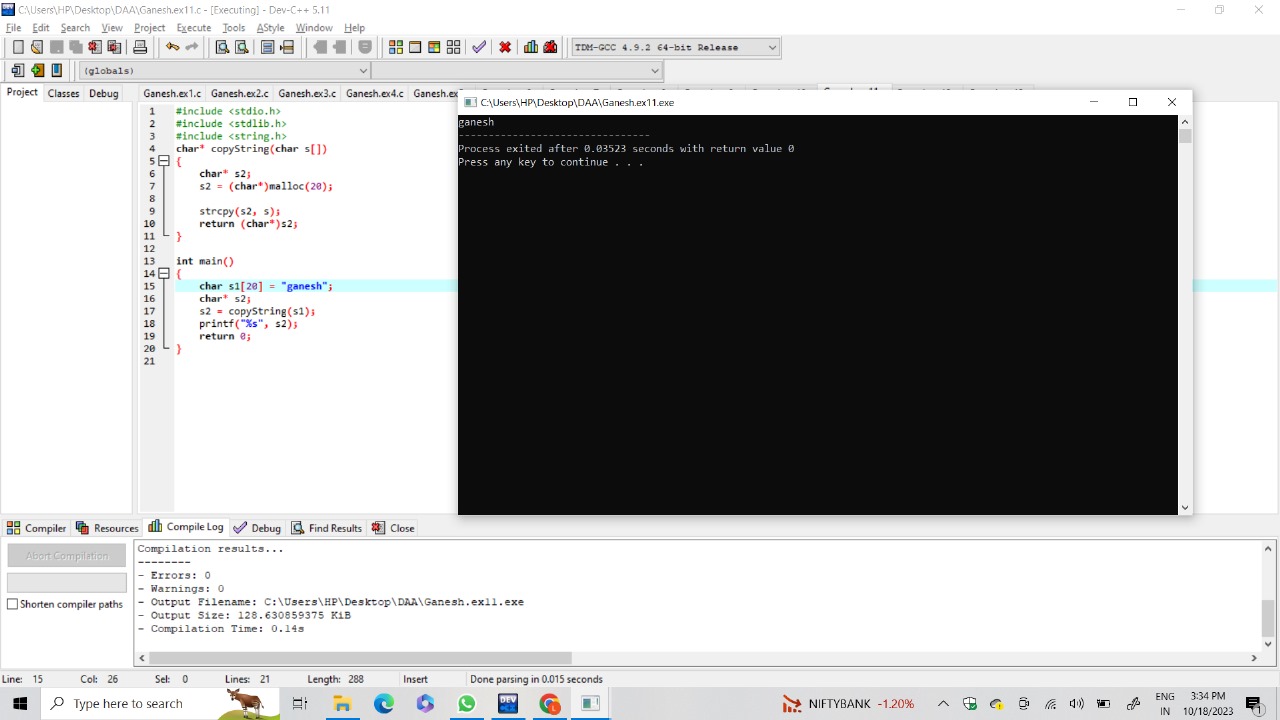 C:\Users\HP\Desktop\DAA\Ganesh.ex11.c - [Executing] - Dev-C++ 5.11
File Edit Search View Project Execute Tools AStyle Window Help
TDM-GCC 4.9.2 64-bit Release
(globals)
Project Classes Debug
Ganesh.ex1.c Ganesh.ex2.c Ganesh.ex3.c Ganesh.ex4.c Ganesh.ex
1 #include <stdio.h>
2 #include <stdlib.h>
3 #include <string.h>
4 char* copyString(char s[])
5 {
6 char* s2;
7 s2 = (char*)malloc(20);
8
9 strcpy(s2, s);
10 return (char*)s2;
11 }
12
13 int main()
14 {
15 char s1[20] = "ganesh";
16 char* s2;
17 s2 = copyString(s1);
18 printf("%s", s2);
19 return 0;
20 }
21
C:\Users\HP\Desktop\DAA\Ganesh.ex11.exe
ganesh
--------------------------------
Process exited after 0.03523 seconds with return value 0
Press any key to continue . . .
Compiler Resources Compile Log Debug Find Results Close
Abort Compilation
Shorten compiler paths
Compilation results...
--------
- Errors: 0
- Warnings: 0
- Output Filename: C:\Users\HP\Desktop\DAA\Ganesh.ex11.exe
- Output Size: 128.630859375 KiB
- Compilation Time: 0.14s
Line: 15 Col: 26 Sel: 0 Lines: 21 Length: 288 Insert Done parsing in 0.015 seconds
Type here to search
DEV
L
NIFTYBANK -1.20%
ENG
IN
3:34 PM
10/18/2023
1